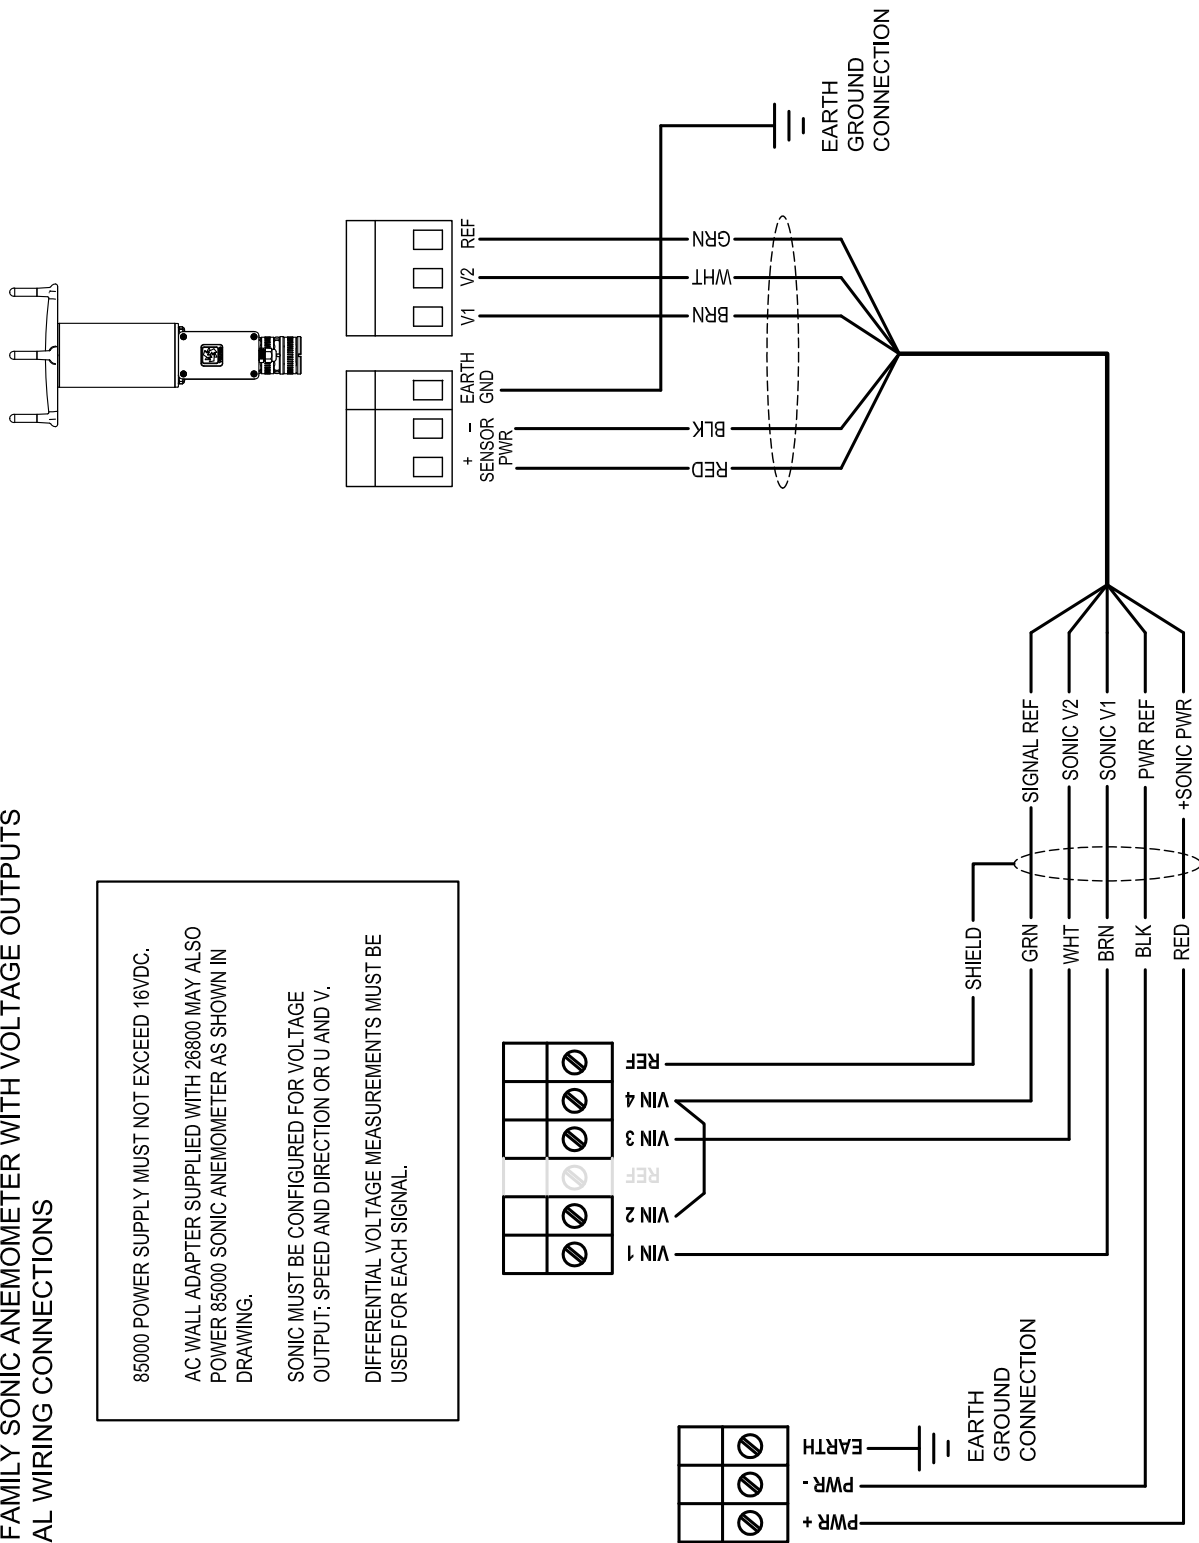 FAMILY SONIC ANEMOMETER WITH VOLTAGE OUTPUTS
AL WIRING CONNECTIONS
85000 POWER SUPPLY MUST NOT EXCEED 16VDC.
AC WALL ADAPTER SUPPLIED WITH 26800 MAY ALSO
POWER 85000 SONIC ANEMOMETER AS SHOWN IN
DRAWING.
SONIC MUST BE CONFIGURED FOR VOLTAGE
OUTPUT: SPEED AND DIRECTION OR U AND V.
DIFFERENTIAL VOLTAGE MEASUREMENTS MUST BE
USED FOR EACH SIGNAL.
+
-
SENSOR
PWR
EARTH
GND
V1
V2
REF
RED
BLK
BRN
WHT
GRN
EARTH
GROUND
CONNECTION
VIN 1
VIN 2
REF
VIN 3
VIN 4
REF
PWR +
PWR -
EARTH
EARTH
GROUND
CONNECTION
SHIELD
GRN
SIGNAL REF
WHT
SONIC V2
BRN
SONIC V1
BLK
PWR REF
RED
+SONIC PWR